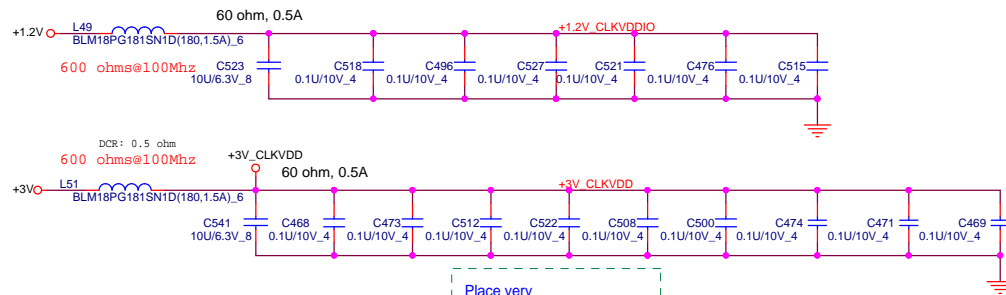 60 ohm, 0.5A
+1.2V
L49
BLM18PG181SN1D(180,1.5A)_6
+1.2V_CLKVDDIO
600 ohms@100Mhz
C523
10U/6.3V_8
C518
0.1U/10V_4
C496
0.1U/10V_4
C527
0.1U/10V_4
C521
0.1U/10V_4
C476
0.1U/10V_4
C515
0.1U/10V_4
DCR: 0.5 ohm
600 ohms@100Mhz
+3V_CLKVDD
60 ohm, 0.5A
+3V
L51
BLM18PG181SN1D(180,1.5A)_6
+3V_CLKVDD
C541
10U/6.3V_8
C468
0.1U/10V_4
C473
0.1U/10V_4
C512
0.1U/10V_4
C522
0.1U/10V_4
C508
0.1U/10V_4
C500
0.1U/10V_4
C474
0.1U/10V_4
C471
0.1U/10V_4
C469
0.1U/10V_4
Place very